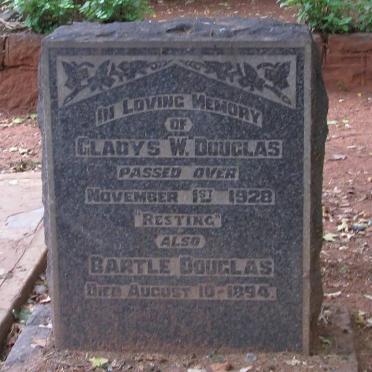 IN LOVING MEMORY
OF
GLADYS W. DOUGLAS
PASSED OVER
NOVEMBER 1ST 1928
"RESTING"
ALSO
BARTLE DOUGLAS
DIED AUGUST 10-1894.